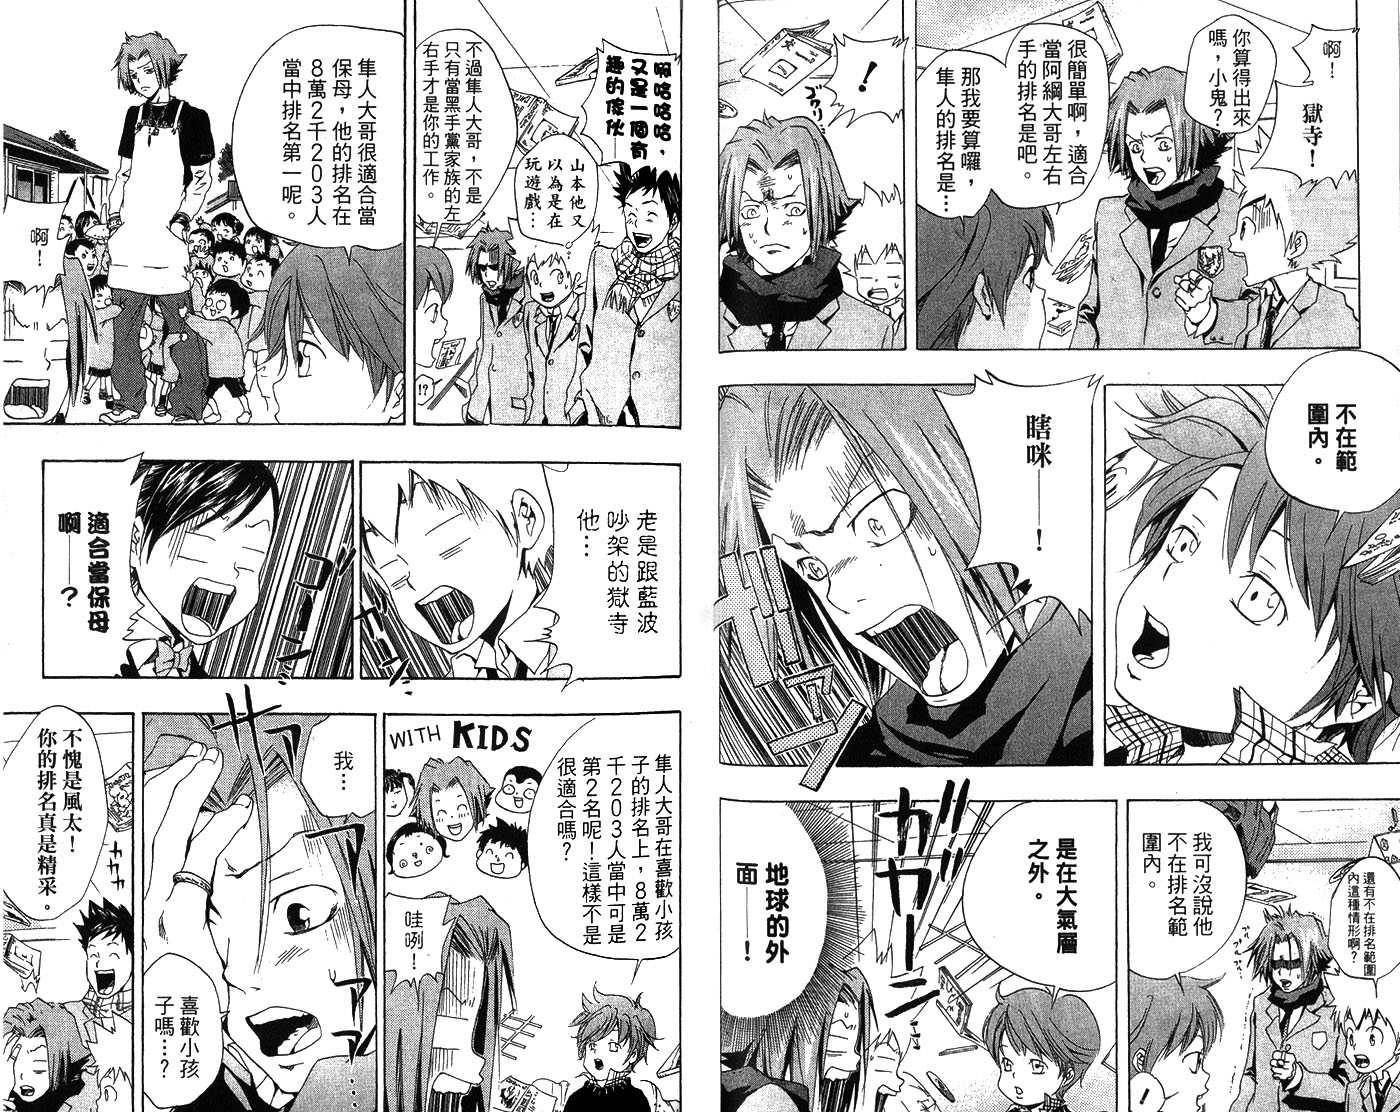 啊！
獄寺！
你算得出來
嗎，小鬼？
很簡單啊，適合
當阿綱大哥左右
手的排名是吧。
那我要算囉，
隼人的排名是…
！
ゴクリ
不在範
圍內。
瞎咪
——！
還有不在排名範圍
內這種情形啊？
我可沒說他
不在排名範
圍內。
是在大氣層
之外。
ガガーン
地球的外
面——！
啊哈哈哈，
又是一個有
趣的傢伙
山本他又
以為是在
玩遊戲…
不過隼人大哥，不是
只有當黑手黨家族的左
右手才是你的工作。
!?
隼人大哥很適合當
保母，他的排名在
8萬2千203人
當中排名第一呢。
啊！
老是跟藍波
吵架的獄寺
他…
適合當保母
啊——？
隼人大哥在喜歡小孩
子的排名上，8萬2
千203人當中可是
第2名呢！這樣不是
很適合嗎？
WITH KIDS
哇咧！
我…
喜歡小孩
子嗎…？
不愧是風太！
你的排名真是精采。